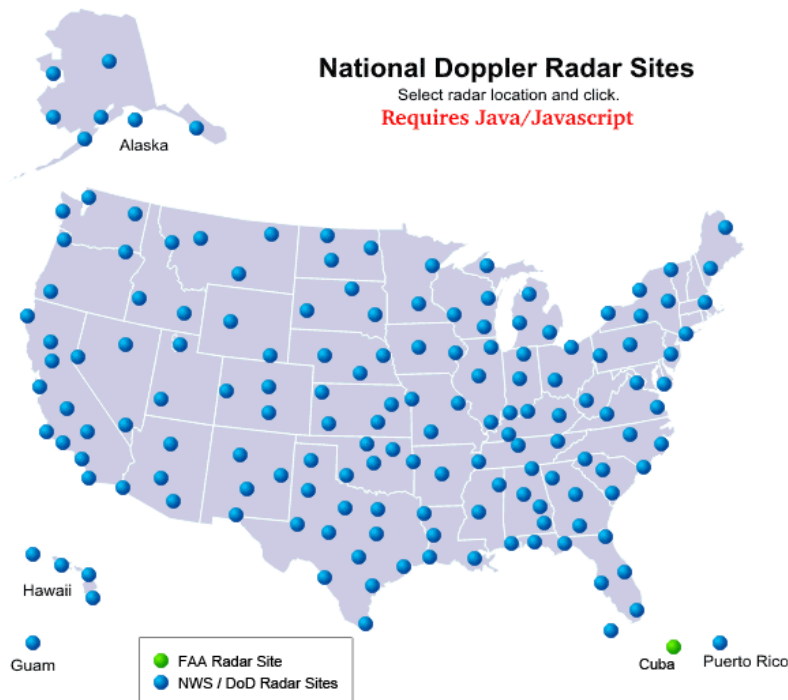 National Doppler Radar Sites
Select radar location and click.
Requires Java/Javascript
Alaska
Hawaii
Guam
FAA Radar Site
NWS / DoD Radar Sites
Cuba
Puerto Rico